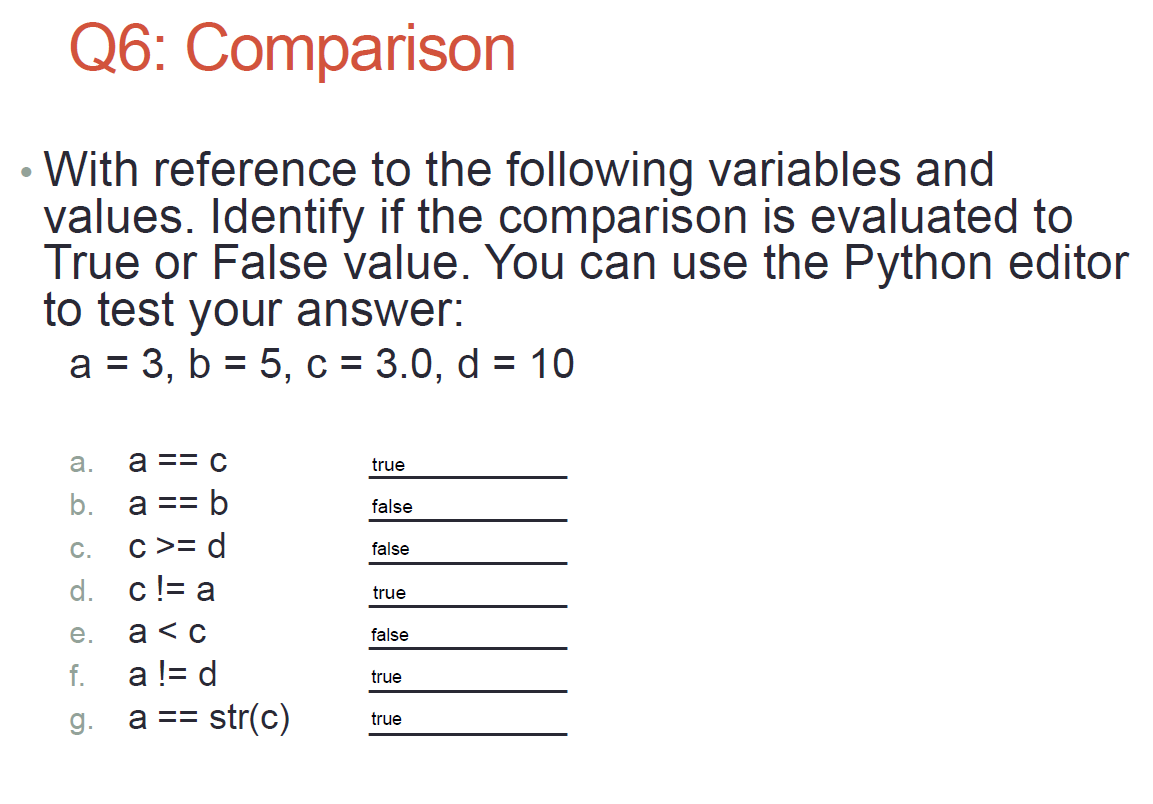 Q6: Comparison
• With reference to the following variables and
values. Identify if the comparison is evaluated to
True or False value. You can use the Python editor
to test your answer:
a = 3, b = 5, c = 3.0, d = 10
a. a == c true
b. a == b false
c. c >= d false
d. c != a true
e. a < c false
f. a != d true
g. a == str(c) true